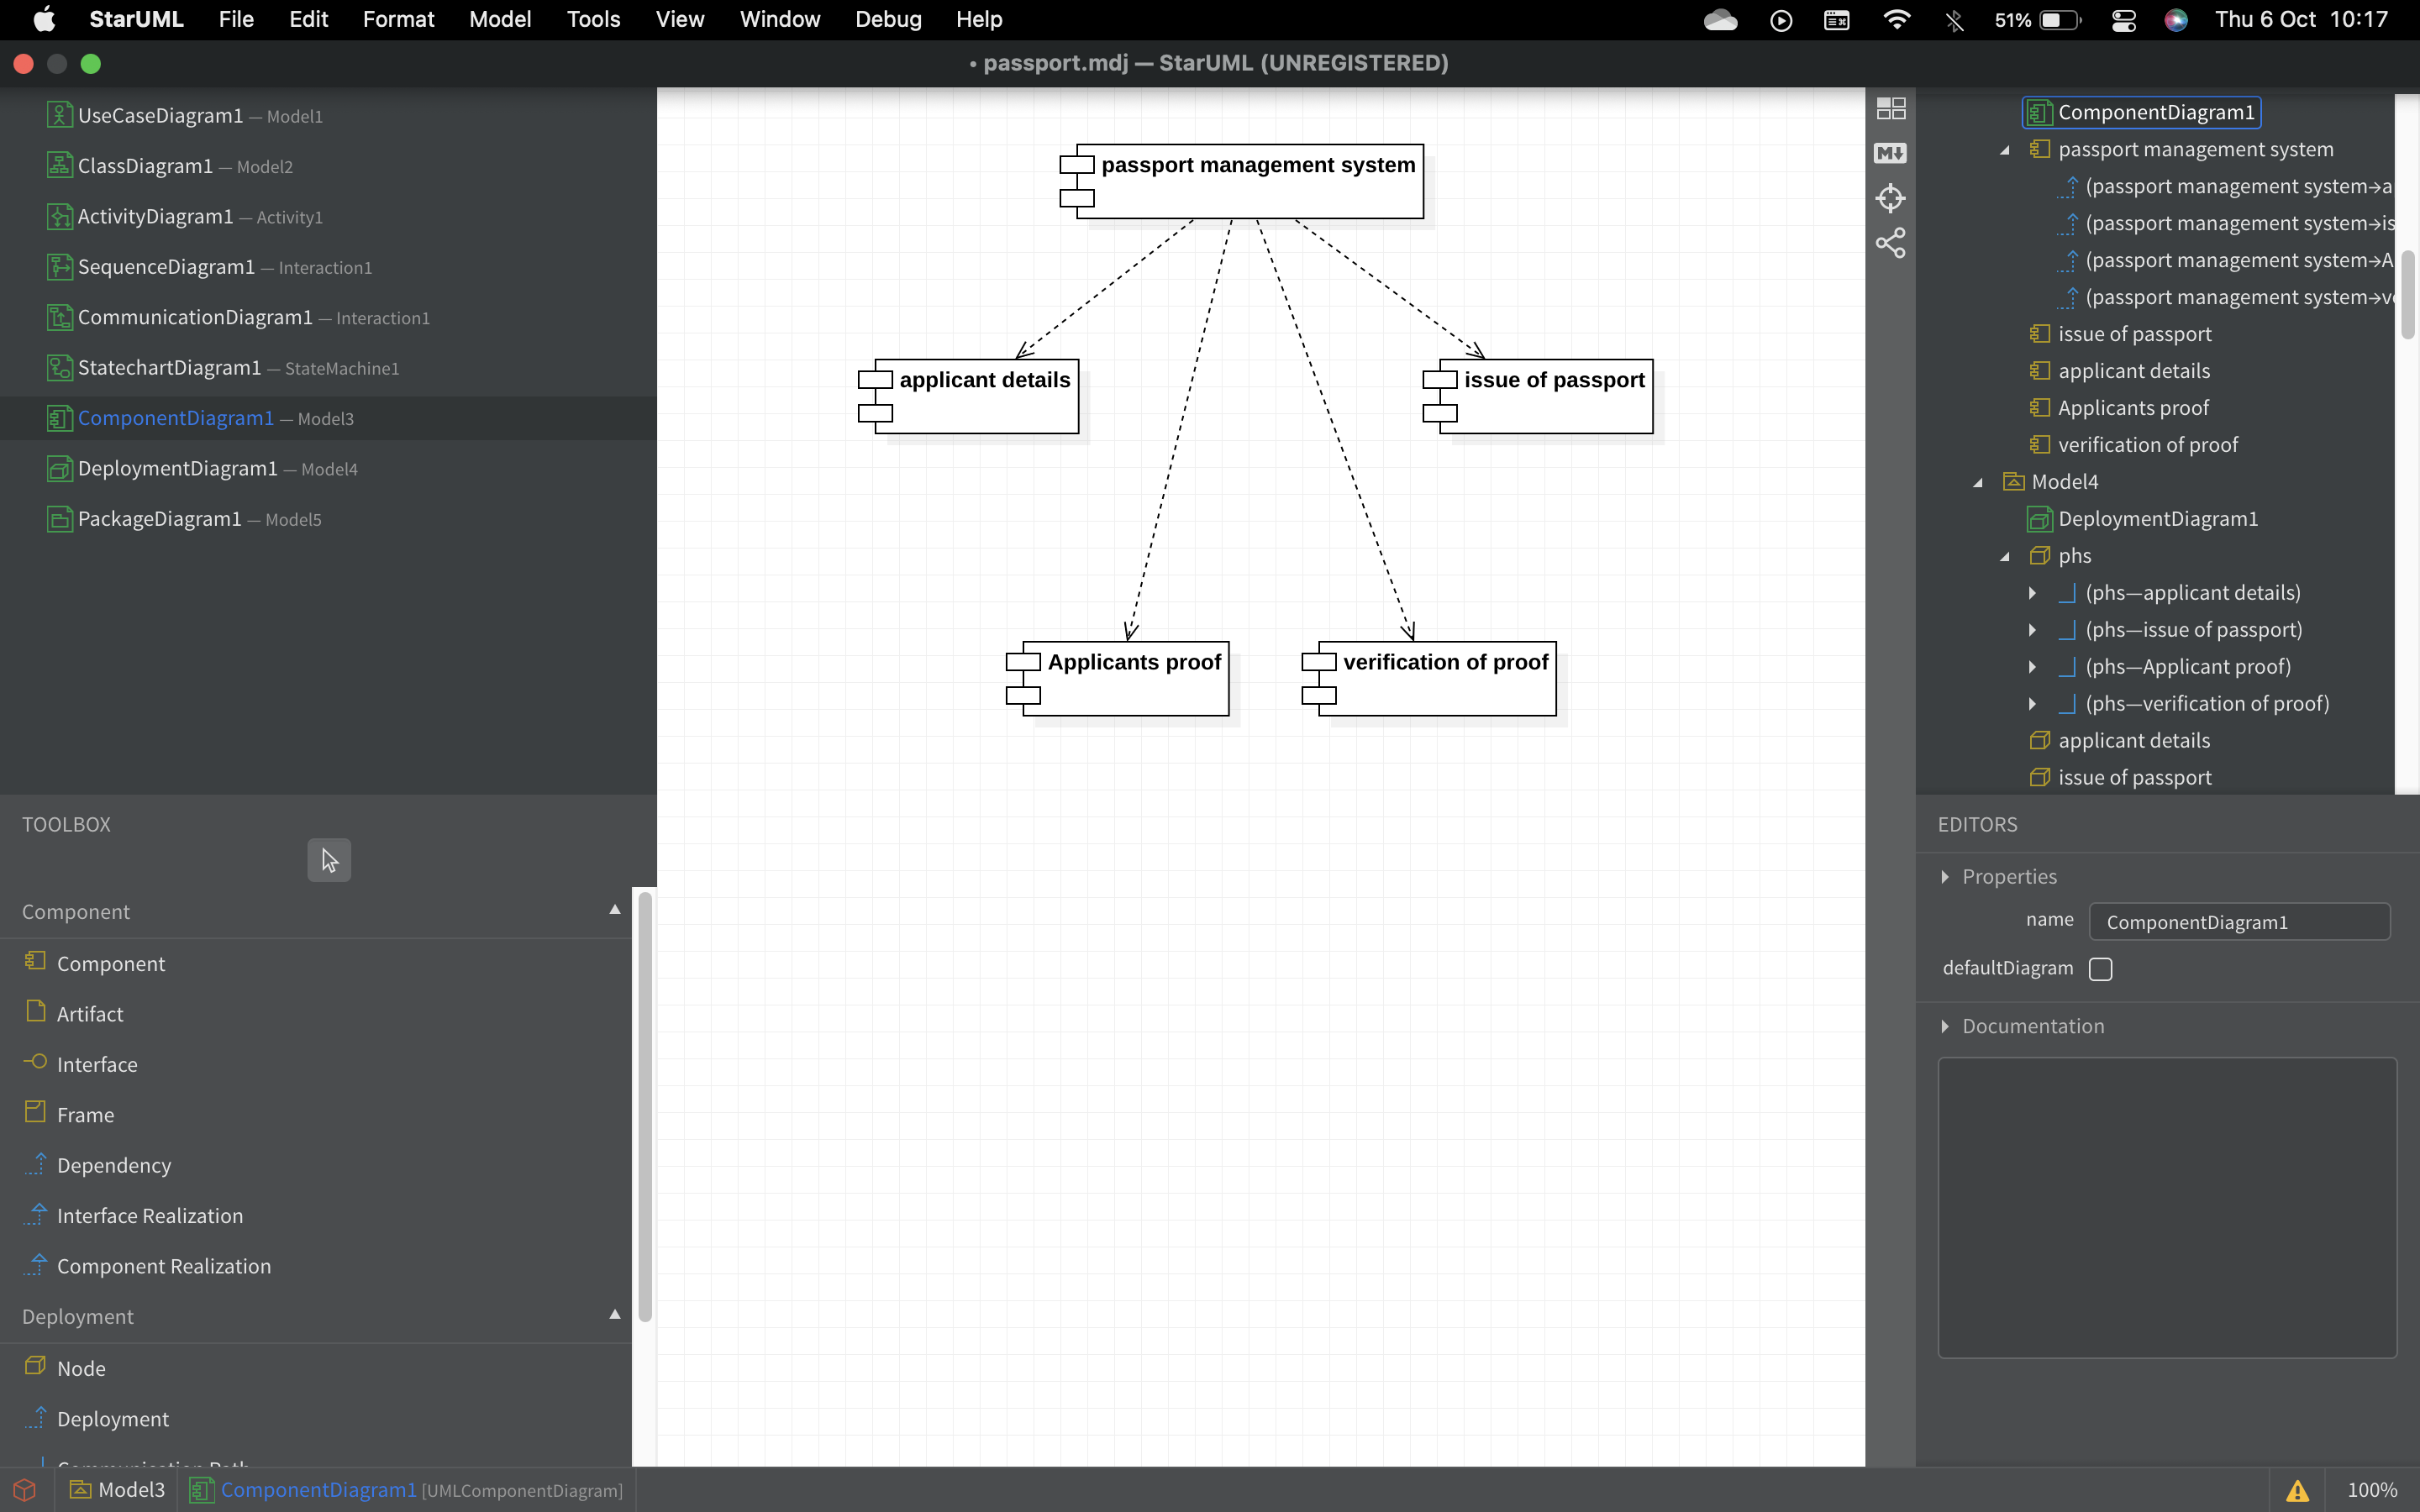 StarUML File Edit Format Model Tools View Window Debug Help 51% Thu 6 Oct 10:17
• passport.mdj — StarUML (UNREGISTERED)
UseCaseDiagram1 — Model1
ClassDiagram1 — Model2
ActivityDiagram1 — Activity1
SequenceDiagram1 — Interaction1
CommunicationDiagram1 — Interaction1
StatechartDiagram1 — StateMachine1
ComponentDiagram1 — Model3
DeploymentDiagram1 — Model4
PackageDiagram1 — Model5
TOOLBOX
Component
Component
Artifact
Interface
Frame
Dependency
Interface Realization
Component Realization
Deployment
Node
Deployment
passport management system
applicant details
issue of passport
Applicants proof
verification of proof
M
ComponentDiagram1
passport management system
(passport management system→a
(passport management system→is
(passport management system→A
(passport management system→ve
issue of passport
applicant details
Applicants proof
verification of proof
Model4
DeploymentDiagram1
phs
(phs—applicant details)
(phs—issue of passport)
(phs—Applicant proof)
(phs—verification of proof)
applicant details
issue of passport
EDITORS
Properties
name ComponentDiagram1
defaultDiagram
Documentation
Model3 ComponentDiagram1 [UMLComponentDiagram] 100%